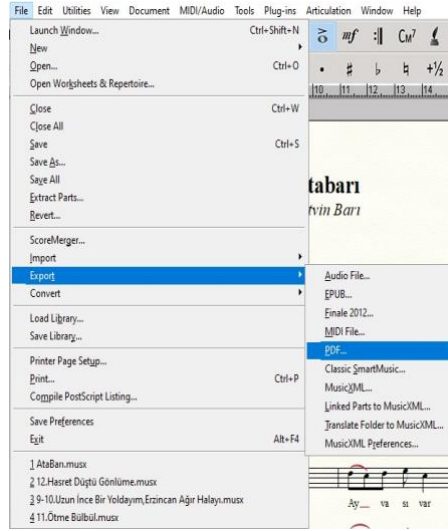 File Edit Utilities View Document MIDI/Audio Tools Plug-ins Articulation Window Help
Launch Window... Ctrl+Shift+N
New
Open... Ctrl+O
Open Worksheets & Repertoire...
Close Ctrl+W
Close All
Save Ctrl+S
Save As...
Save All
Extract Parts...
Revert...
ScoreMerger...
Import
Export
Convert
Load Library...
Save Library...
Printer Page Setup...
Print... Ctrl+P
Compile PostScript Listing...
Save Preferences
Exit Alt+F4
1 AtaBarı.musx
2 12.Hasret Düştü Gönlüme.musx
3 9-10.Uzun İnce Bir Yoldayım,Erzincan Ağır Halayı.musx
4 11.Ötme Bülbül.musx
mf CM7
+½
10 11 12 13 14
tabarı
tvin Barı
Audio File...
EPUB...
Finale 2012...
MIDI File...
PDF...
Classic SmartMusic...
MusicXML...
Linked Parts to MusicXML...
Translate Folder to MusicXML...
MusicXML Preferences...
Ay_ va sı var